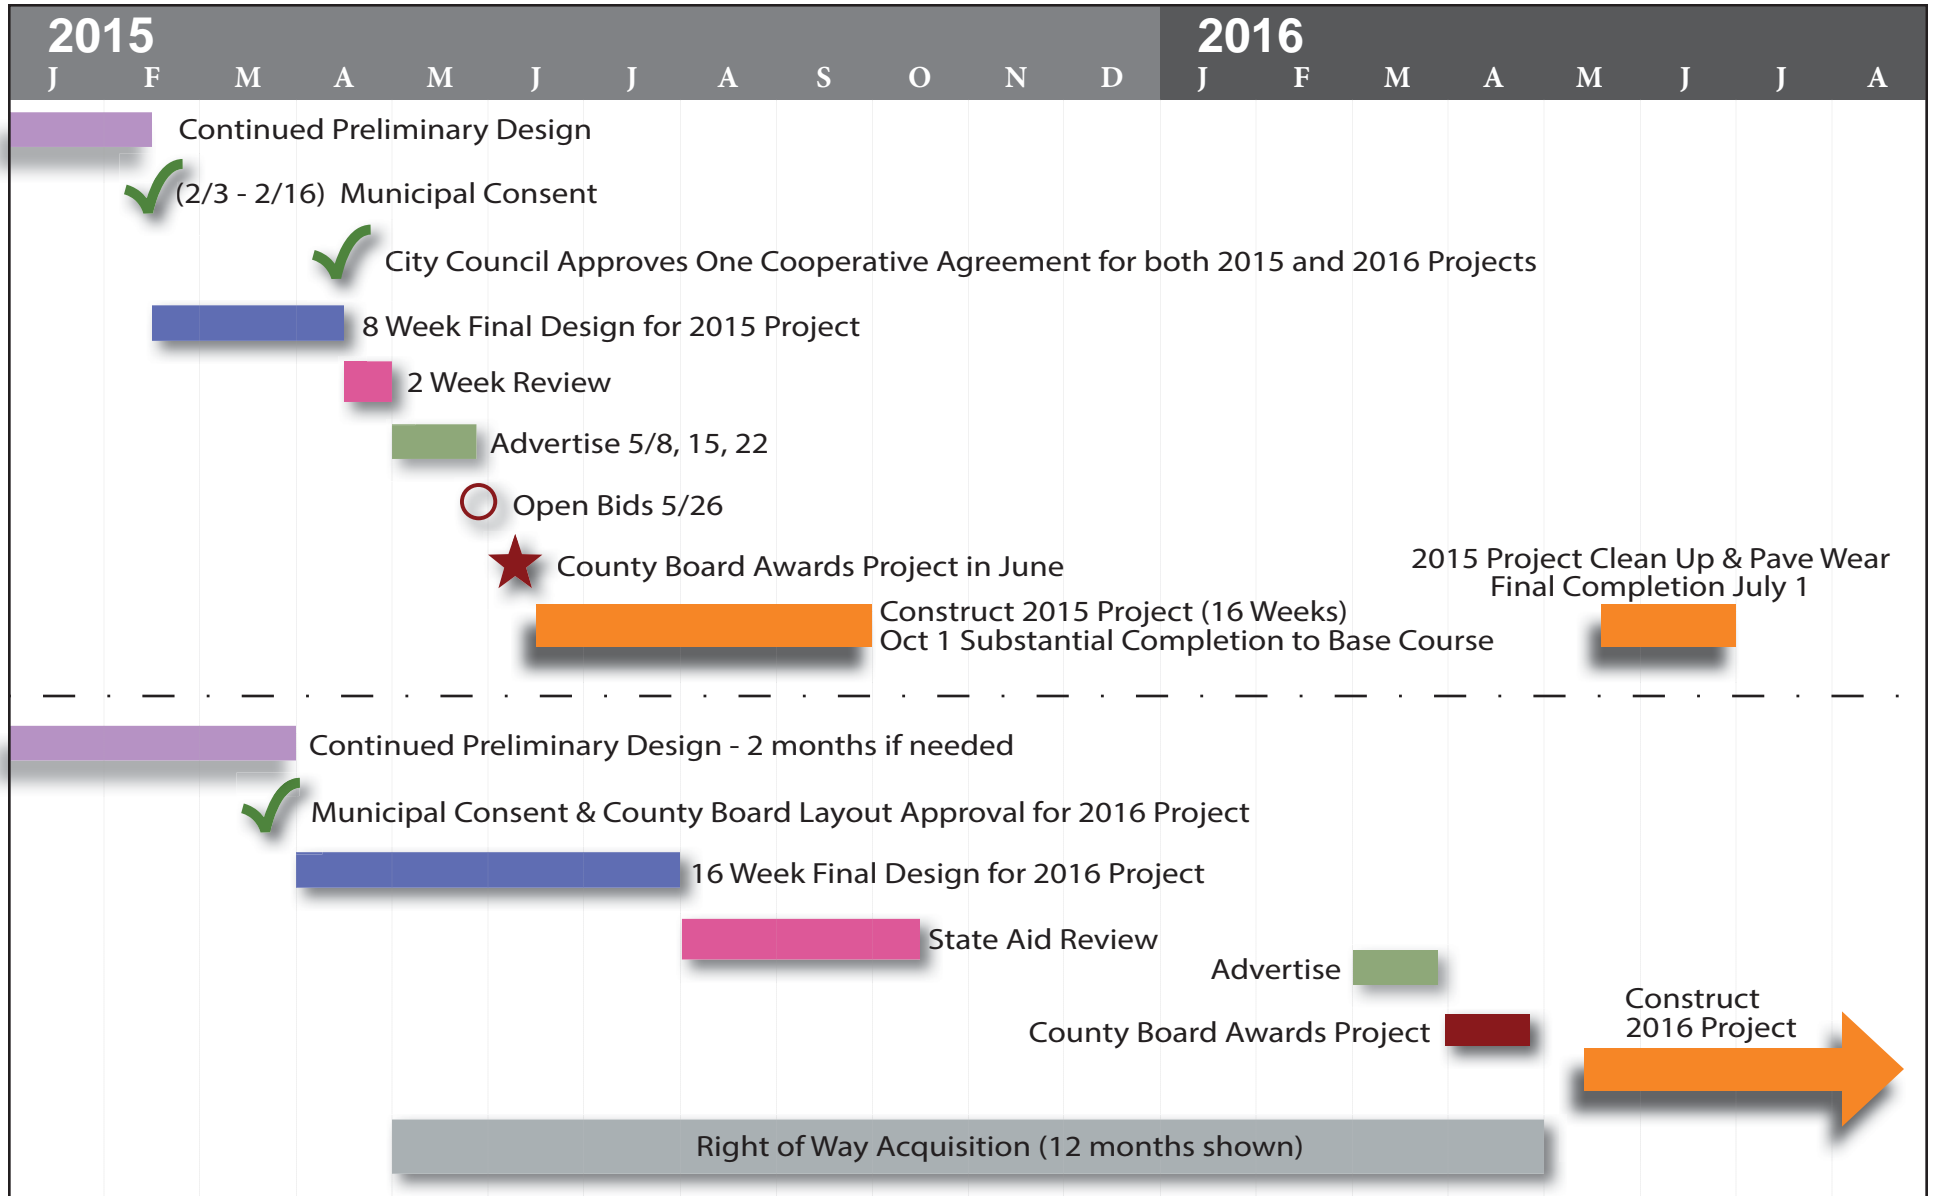 2015 2016
J F M A M J J A S O N D J F M A M J J A
Continued Preliminary Design
(2/3 - 2/16) Municipal Consent
City Council Approves One Cooperative Agreement for both 2015 and 2016 Projects
8 Week Final Design for 2015 Project
2 Week Review
Advertise 5/8, 15, 22
Open Bids 5/26
County Board Awards Project in June
Construct 2015 Project (16 Weeks)
Oct 1 Substantial Completion to Base Course
2015 Project Clean Up & Pave Wear
Final Completion July 1
Continued Preliminary Design - 2 months if needed
Municipal Consent & County Board Layout Approval for 2016 Project
16 Week Final Design for 2016 Project
State Aid Review
Advertise
County Board Awards Project
Construct
2016 Project
Right of Way Acquisition (12 months shown)